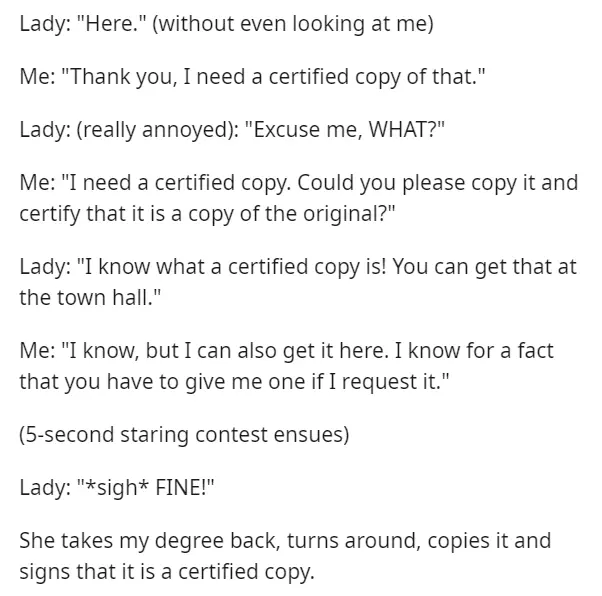 Lady: "Here." (without even looking at me)
Me: "Thank you, I need a certified copy of that."
Lady: (really annoyed): "Excuse me, WHAT?"
Me: "I need a certified copy. Could you please copy it and
certify that it is a copy of the original?"
Lady: "I know what a certified copy is! You can get that at
the town hall."
Me: "I know, but I can also get it here. I know for a fact
that you have to give me one if I request it."
(5-second staring contest ensues)
Lady: "*sigh* FINE!"
She takes my degree back, turns around, copies it and
signs that it is a certified copy.